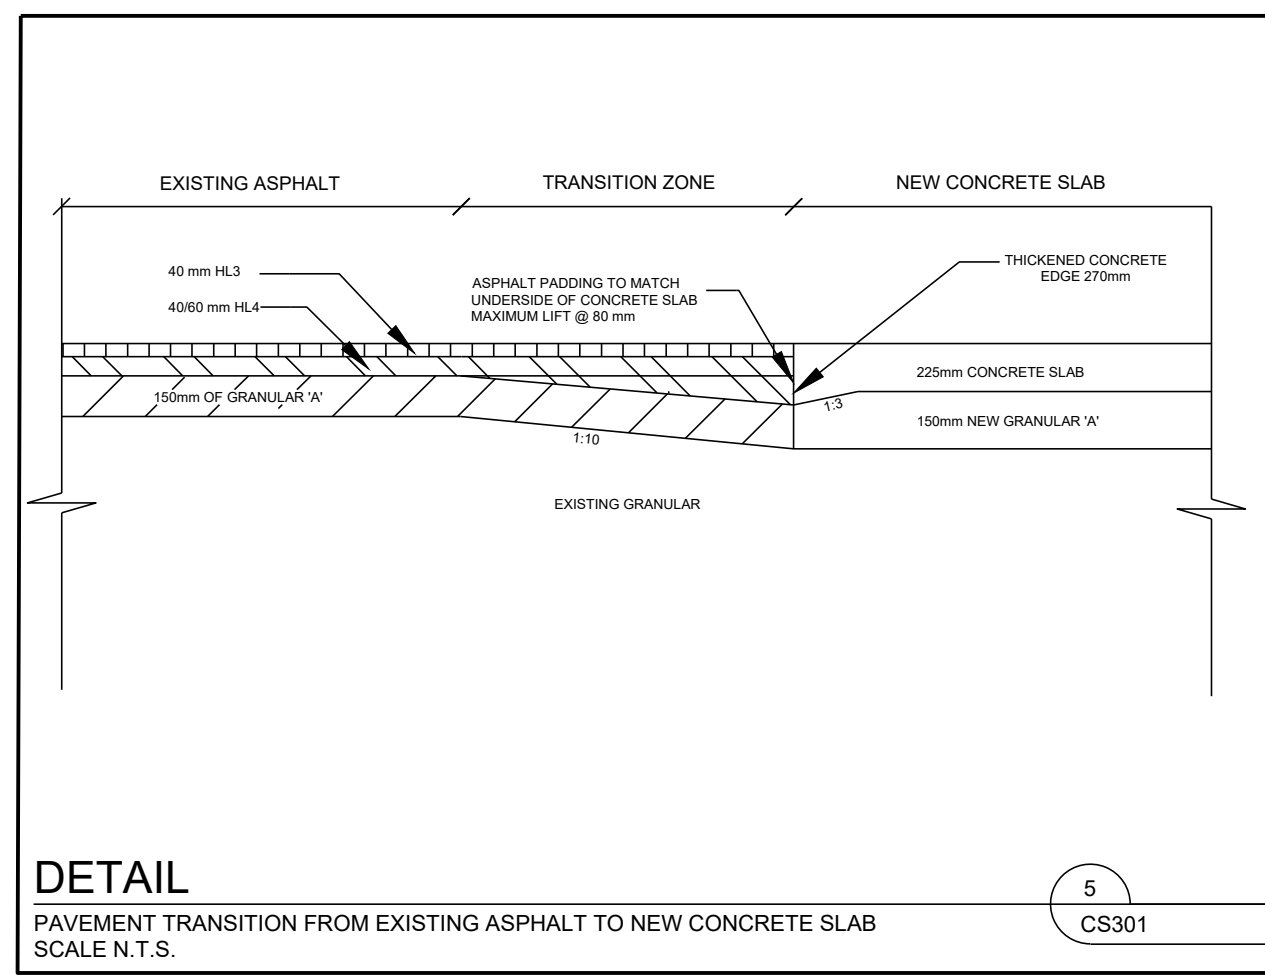 EXISTING ASPHALT
TRANSITION ZONE
NEW CONCRETE SLAB
40 mm HL3
40/60 mm HL4
ASPHALT PADDING TO MATCH
UNDERSIDE OF CONCRETE SLAB
MAXIMUM LIFT @ 80 mm
THICKENED CONCRETE
EDGE 270mm
225mm CONCRETE SLAB
150mm OF GRANULAR 'A'
1:3
150mm NEW GRANULAR 'A'
1:10
EXISTING GRANULAR
DETAIL
PAVEMENT TRANSITION FROM EXISTING ASPHALT TO NEW CONCRETE SLAB
SCALE N.T.S.
5
CS301